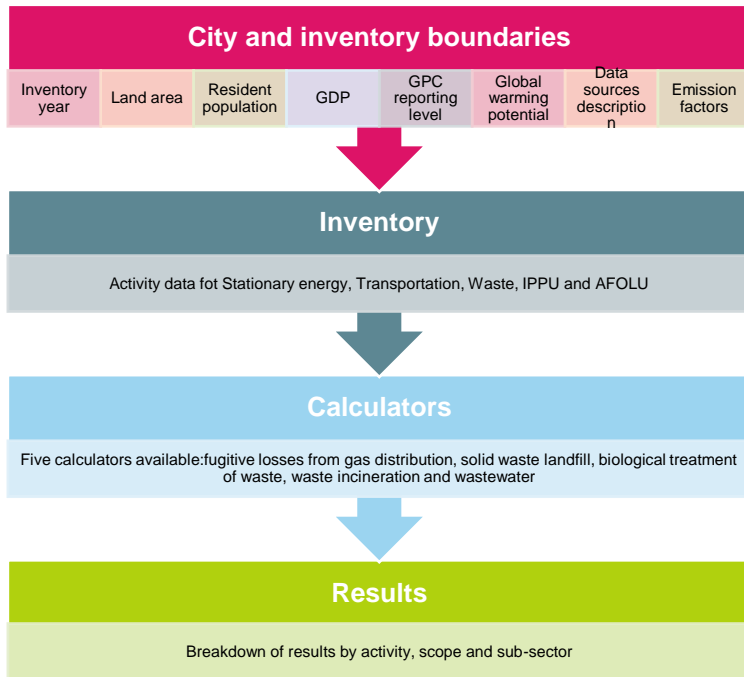 City and inventory boundaries
Inventory
year
Land area
Resident
population
GDP
GPC
reporting
level
Global
warming
potential
Data
sources
descriptio
n
Emission
factors
Inventory
Activity data fot Stationary energy, Transportation, Waste, IPPU and AFOLU
Calculators
Five calculators available:fugitive losses from gas distribution, solid waste landfill, biological treatment
of waste, waste incineration and wastewater
Results
Breakdown of results by activity, scope and sub-sector